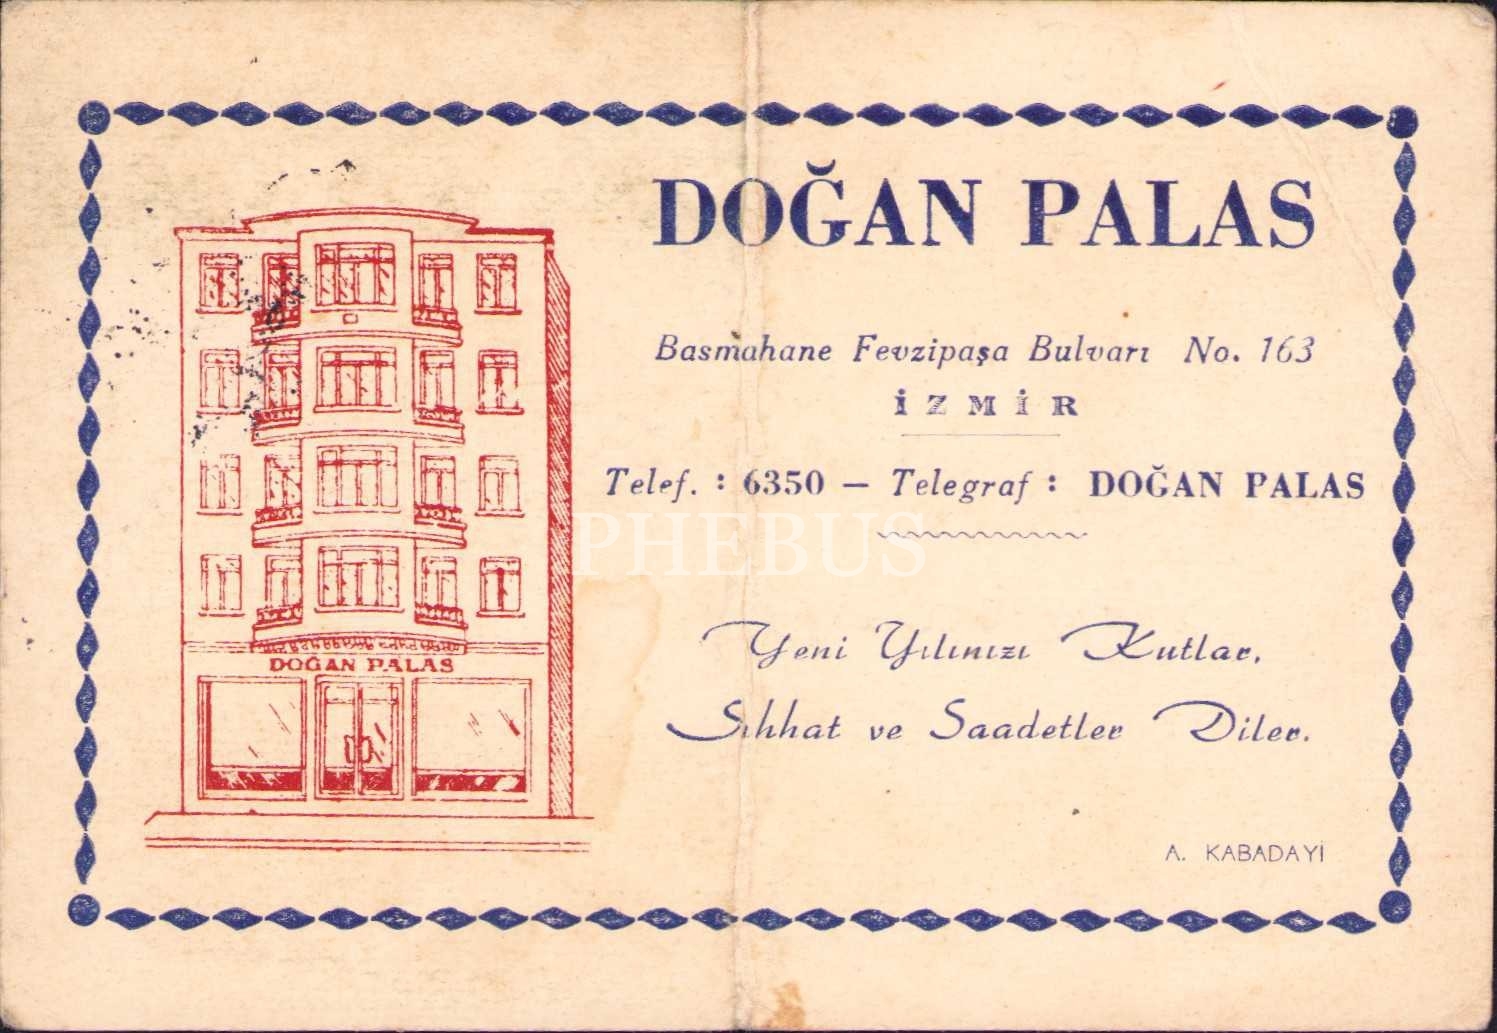 DOĞAN PALAS
Basmahane Fevzipaşa Bulvarı No. 163
İZMİR
Telef. : 6350 — Telegraf : DOĞAN PALAS
PHEBUS
Yeni Yılınızı Kutlar,
Sıhhat ve Saadetler Diler.
DOĞAN PALAS
A. KABADAYİ